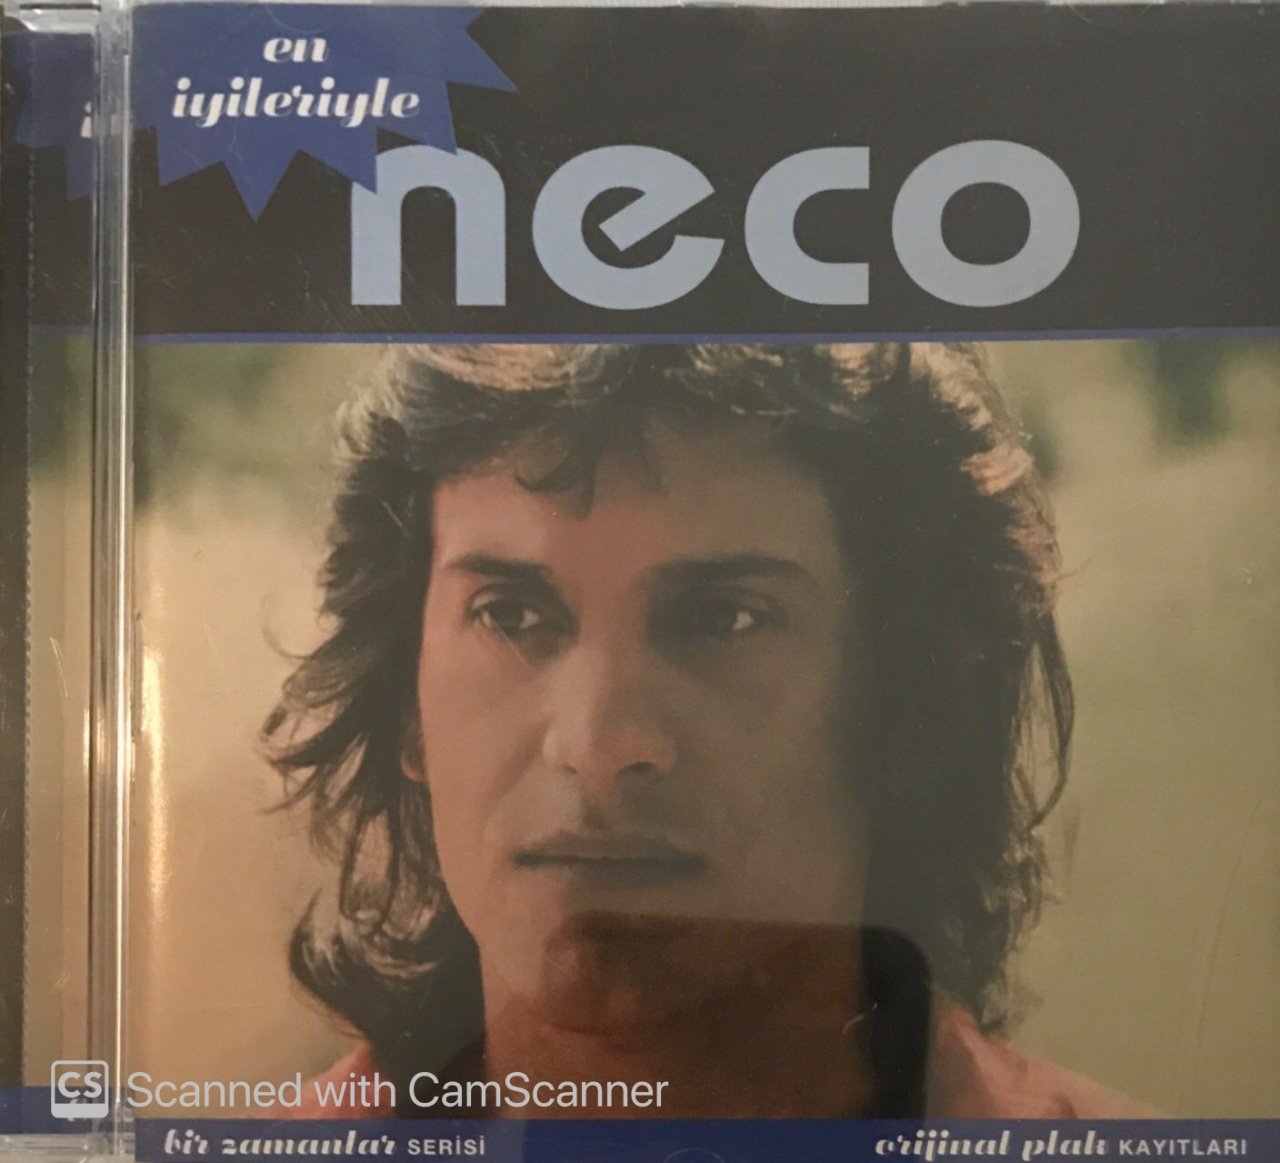 en
iyileriyle
neco
CS Scanned with CamScanner
bir zamanlar SERİSİ
orijinal plak KAYITLARI